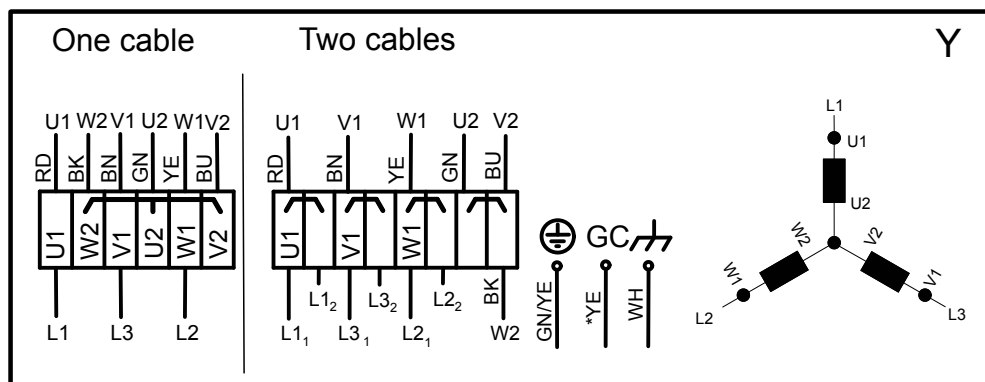 One cable Two cables Y
U1 W2 V1 U2 W1 V2
RD BK BN GN YE BU
U1 W2 V1 U2 W1 V2
L1 L3 L2
U1 V1 W1 U2 V2
RD BN YE GN BU
U1 V1 W1
L1₂ L3₂ L2₂ BK
L1₁ L3₁ L2₁ W2
GC
GN/YE *YE WH
L1
U1
U2
W2 V2
W1 V1
L2 L3